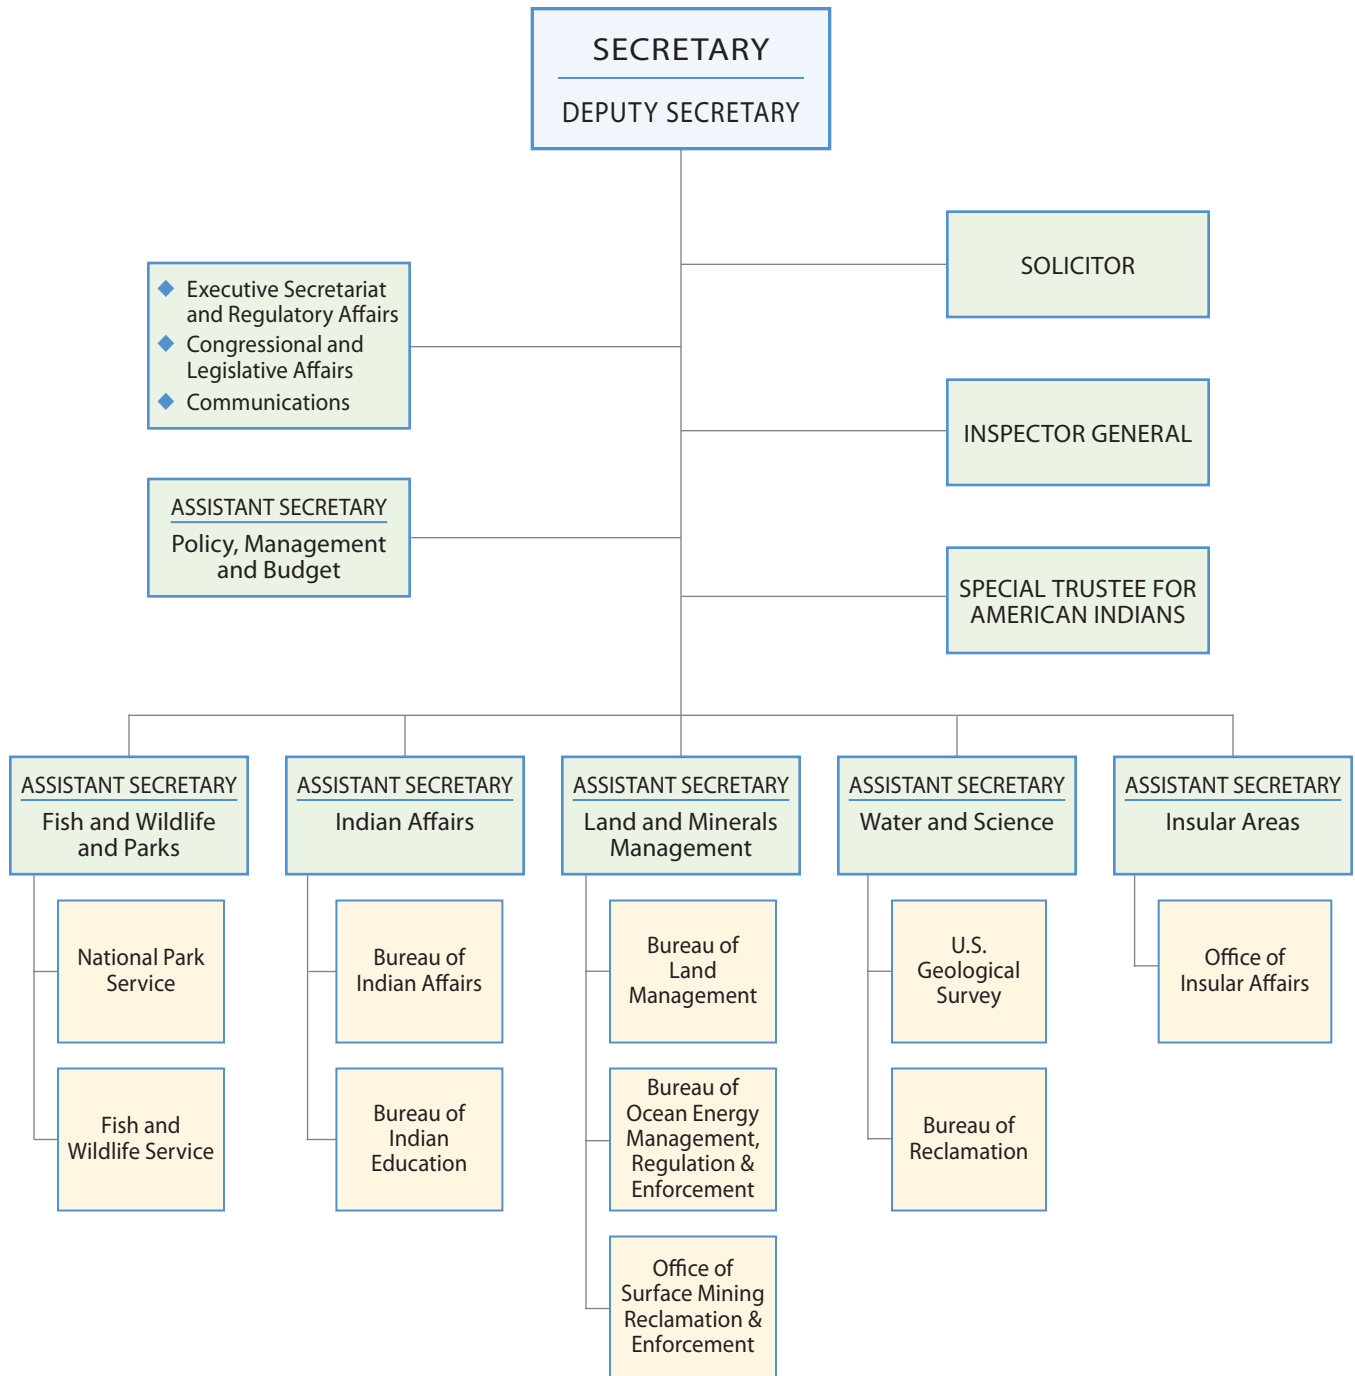 SECRETARY
DEPUTY SECRETARY
SOLICITOR
◆ Executive Secretariat
and Regulatory Affairs
◆ Congressional and
Legislative Affairs
◆ Communications
INSPECTOR GENERAL
ASSISTANT SECRETARY
Policy, Management
and Budget
SPECIAL TRUSTEE FOR
AMERICAN INDIANS
ASSISTANT SECRETARY
Fish and Wildlife
and Parks
ASSISTANT SECRETARY
Indian Affairs
ASSISTANT SECRETARY
Land and Minerals
Management
ASSISTANT SECRETARY
Water and Science
ASSISTANT SECRETARY
Insular Areas
National Park
Service
Fish and
Wildlife Service
Bureau of
Indian Affairs
Bureau of
Indian
Education
Bureau of
Land
Management
Bureau of
Ocean Energy
Management,
Regulation &
Enforcement
Office of
Surface Mining
Reclamation &
Enforcement
U.S.
Geological
Survey
Bureau of
Reclamation
Office of
Insular Affairs